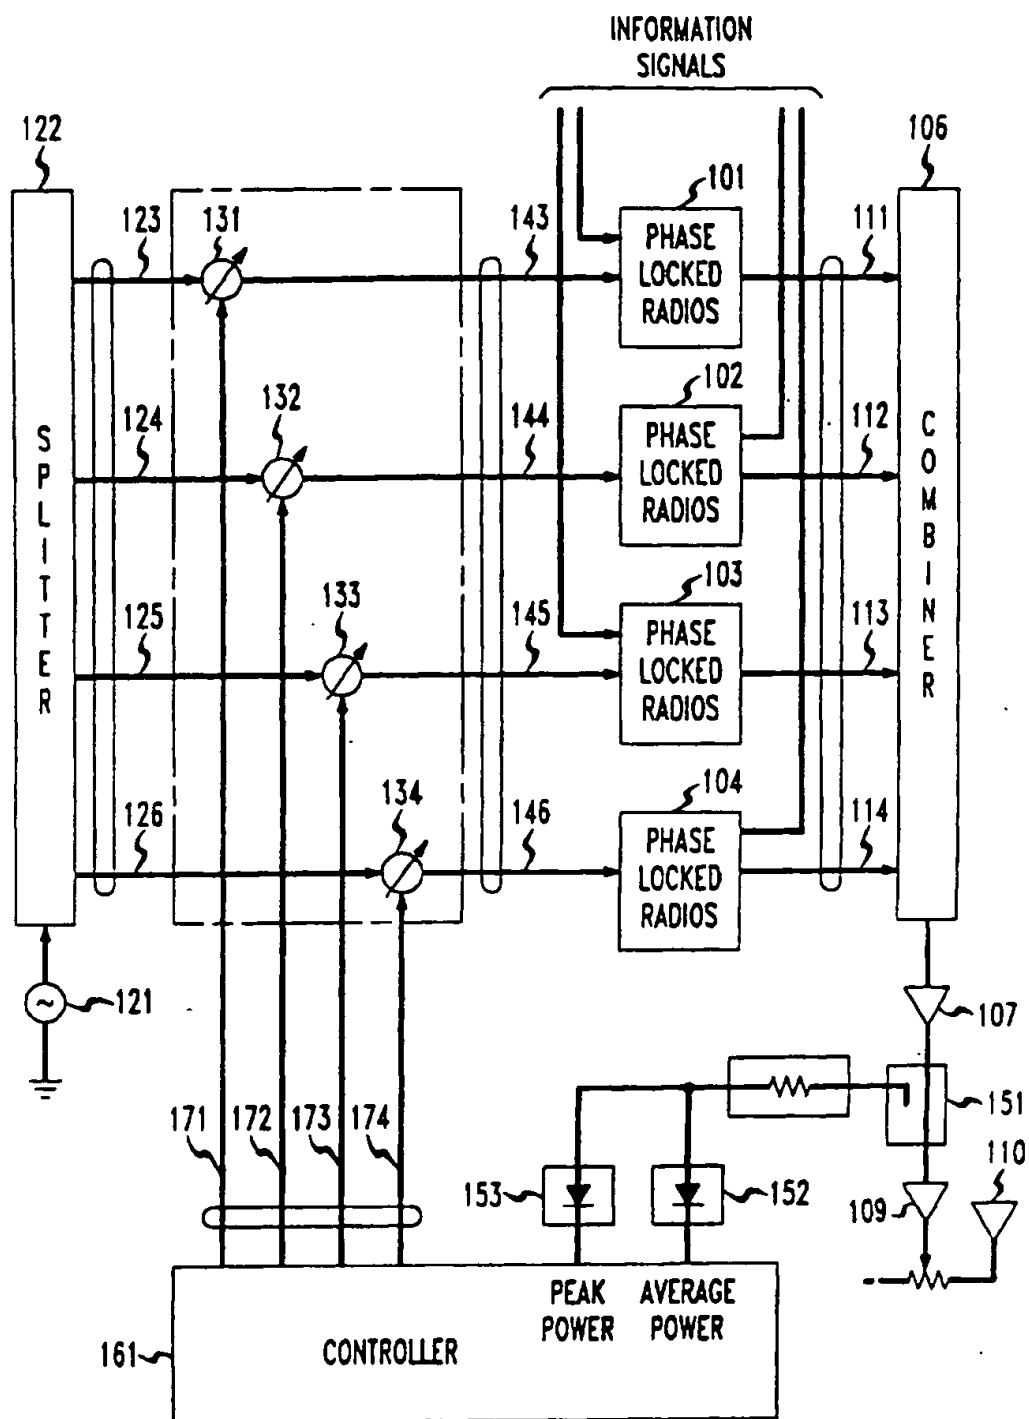 INFORMATION
SIGNALS
122
106
101
123
131
143
PHASE
LOCKED
RADIOS
111
102
124
132
144
PHASE
LOCKED
RADIOS
112
SPLITTER
COMBINER
103
125
133
145
PHASE
LOCKED
RADIOS
113
104
126
134
146
PHASE
LOCKED
RADIOS
114
~
121
107
151
171
172
173
174
153
152
109
110
PEAK
POWER
AVERAGE
POWER
161
CONTROLLER